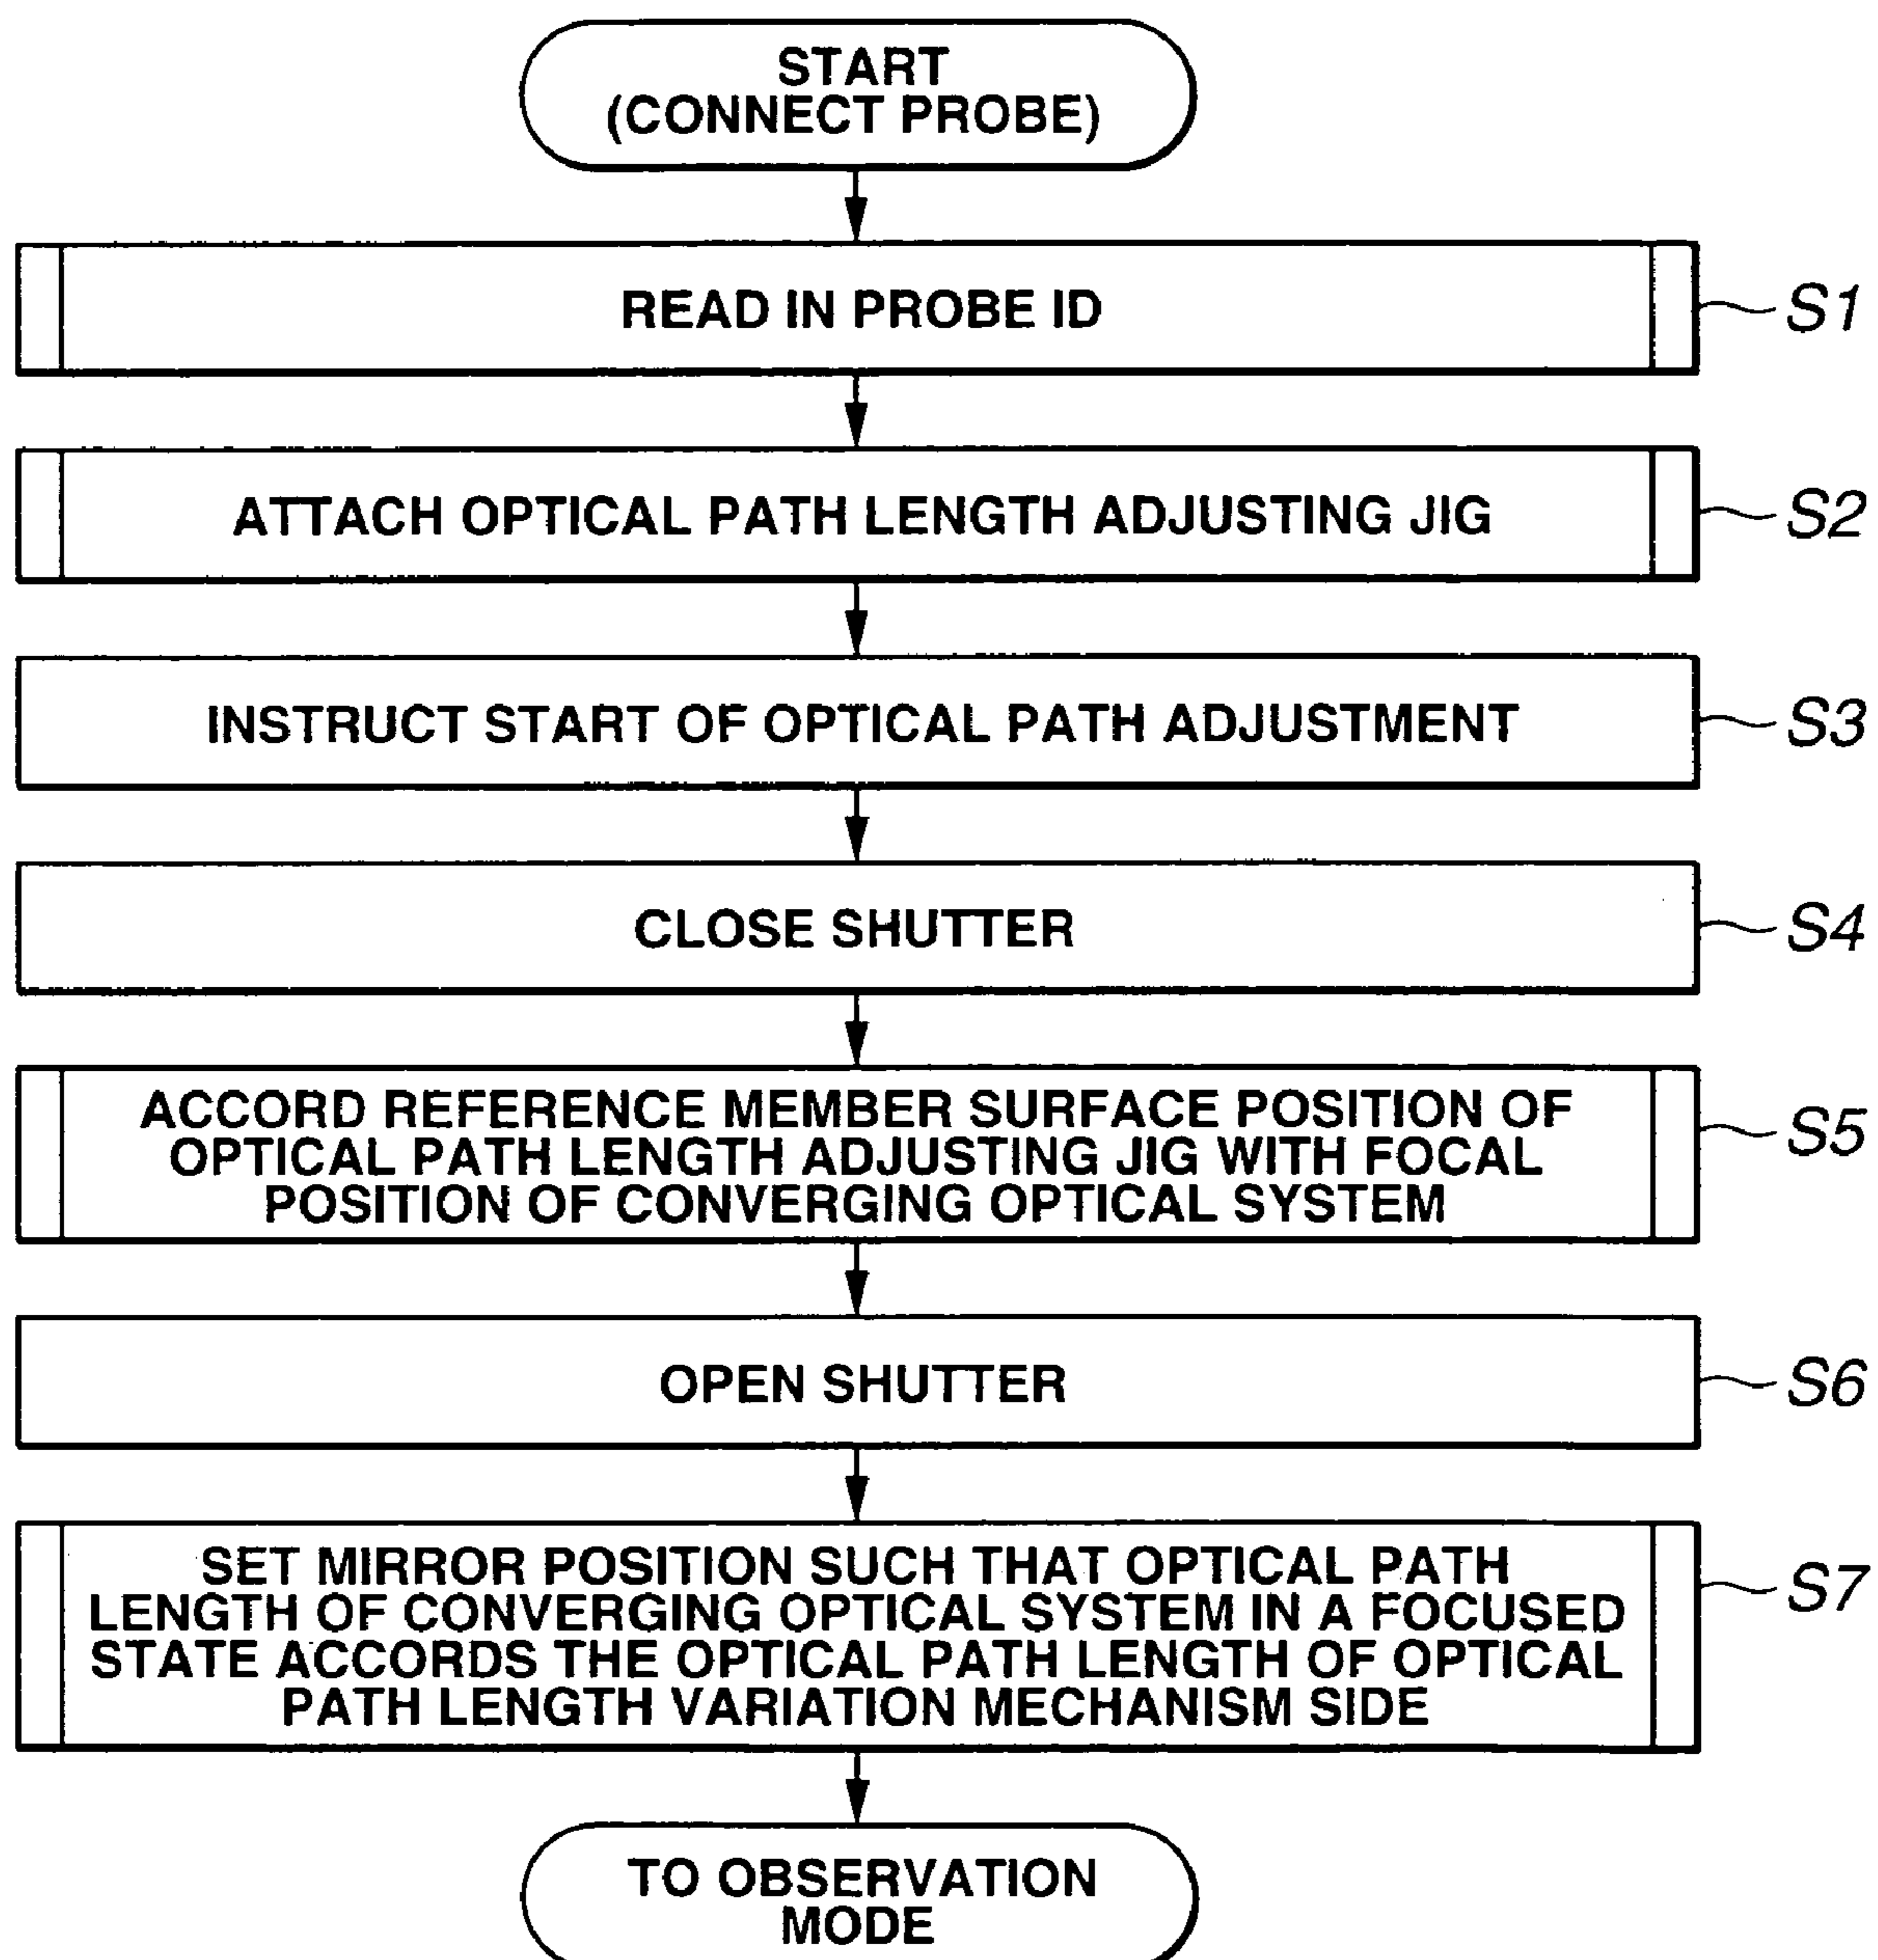 START
(CONNECT PROBE)
READ IN PROBE ID
S1
ATTACH OPTICAL PATH LENGTH ADJUSTING JIG
S2
INSTRUCT START OF OPTICAL PATH ADJUSTMENT
S3
CLOSE SHUTTER
S4
ACCORD REFERENCE MEMBER SURFACE POSITION OF
OPTICAL PATH LENGTH ADJUSTING JIG WITH FOCAL
POSITION OF CONVERGING OPTICAL SYSTEM
S5
OPEN SHUTTER
S6
SET MIRROR POSITION SUCH THAT OPTICAL PATH
LENGTH OF CONVERGING OPTICAL SYSTEM IN A FOCUSED
STATE ACCORDS THE OPTICAL PATH LENGTH OF OPTICAL
PATH LENGTH VARIATION MECHANISM SIDE
S7
TO OBSERVATION
MODE